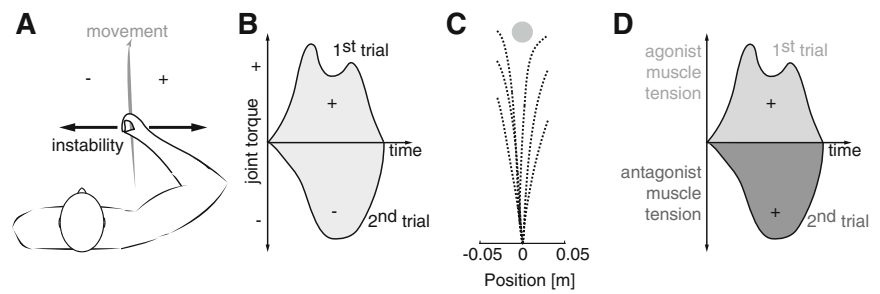 A
movement
-
+
instability
B
joint torque
+
-
1st trial
+
time
-
2nd trial
C
-0.05
0
0.05
Position [m]
D
agonist
muscle
tension
1st trial
+
time
antagonist
muscle
tension
+
2nd trial